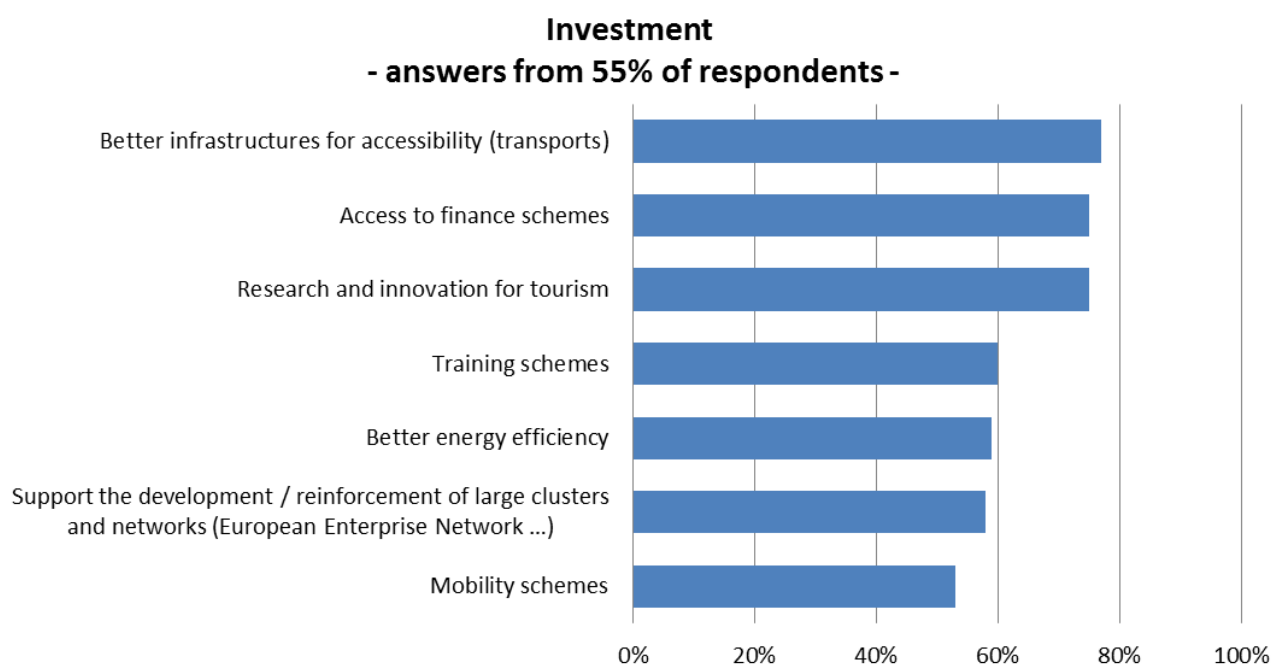 Investment
- answers from 55% of respondents -
Better infrastructures for accessibility (transports)
Access to finance schemes
Research and innovation for tourism
Training schemes
Better energy efficiency
Support the development / reinforcement of large clusters
and networks (European Enterprise Network ...)
Mobility schemes
0% 20% 40% 60% 80% 100%